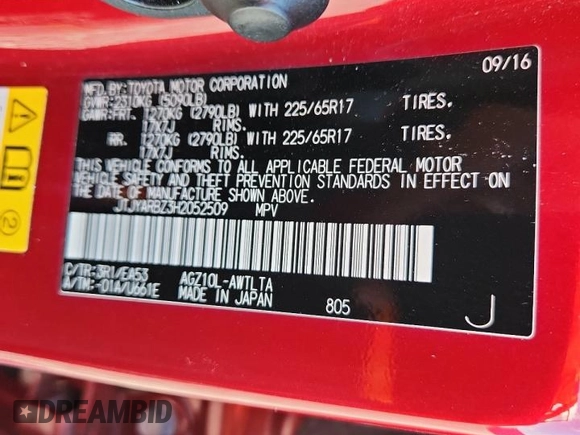 MFD. BY: TOYOTA MOTOR CORPORATION 09/16
GVWR: 2310KG (5090LB)
GAWR: FRT. 1270KG (2790LB) WITH 225/65R17 TIRES.
17X7J RIMS.
RR. 1270KG (2790LB) WITH 225/65R17 TIRES.
17X7J RIMS.
THIS VEHICLE CONFORMS TO ALL APPLICABLE FEDERAL MOTOR
VEHICLE SAFETY AND THEFT PREVENTION STANDARDS IN EFFECT ON
THE DATE OF MANUFACTURE SHOWN ABOVE.
JTJYARBZ3H2052509 MPV
C/TR: 3R1/EA53 AGZ10L-AWTLTA
A/TM: -01A/U661E MADE IN JAPAN 805 J
2
DREAMBID